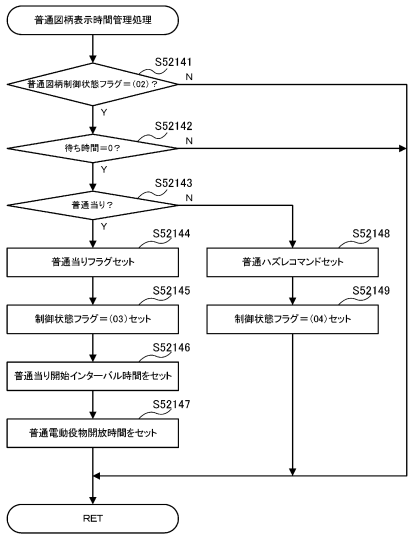 普通図柄表示時間管理処理
S52141
普通図柄制御状態フラグ=(02)?
N
Y
S52142
待ち時間=0?
N
Y
S52143
普通当り?
N
Y
S52144
普通当りフラグセット
S52148
普通ハズレコマンドセット
S52145
制御状態フラグ=(03)セット
S52149
制御状態フラグ=(04)セット
S52146
普通当り開始インターバル時間をセット
S52147
普通電動役物開放時間をセット
RET